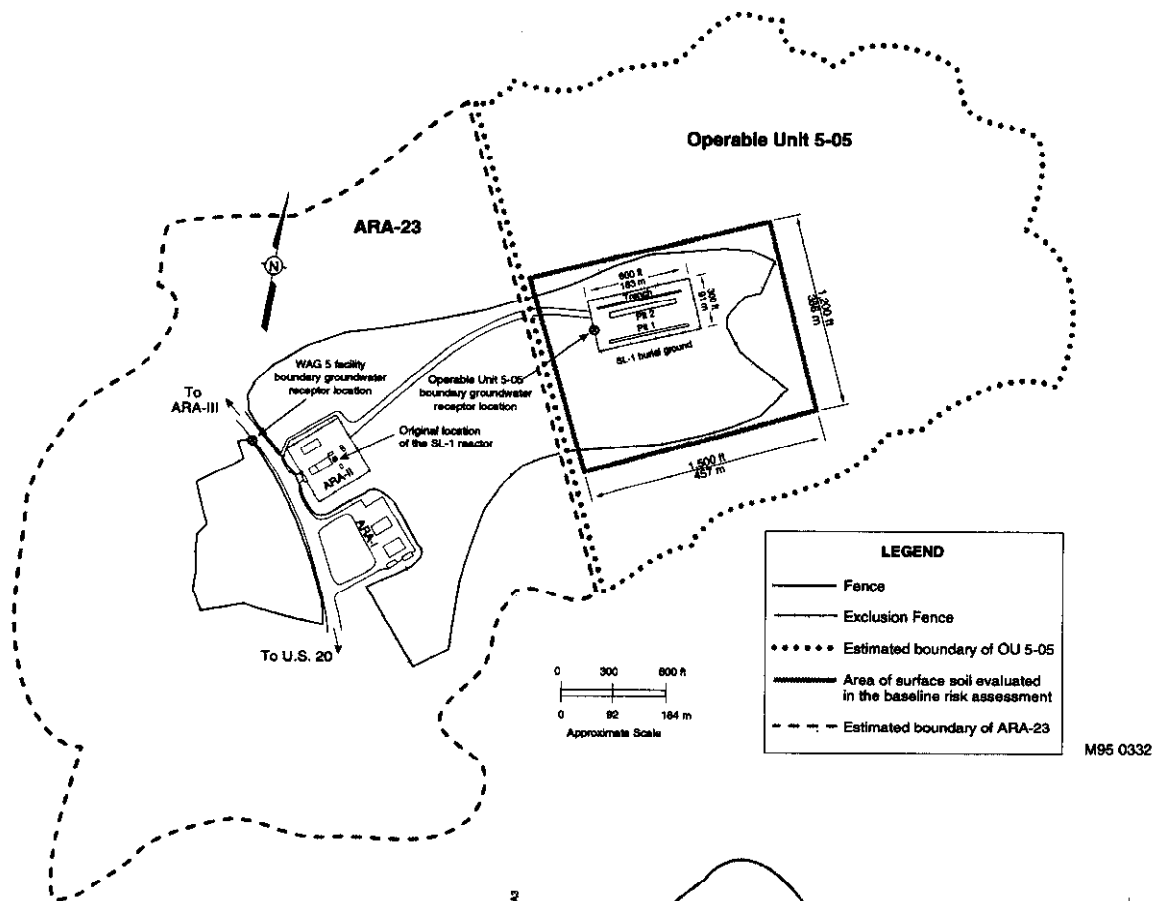 Operable Unit 5-05
ARA-23
N
600 ft
183 m
Trench
Pit 2
Pit 1
300 ft
91 m
SL-1 burial ground
1,200 ft
366 m
1,500 ft
457 m
WAG 5 facility
boundary groundwater
receptor location
Operable Unit 5-05
boundary groundwater
receptor location
To
ARA-III
Original location
of the SL-1 reactor
ARA-II
ARA-I
To U.S. 20
0 300 600 ft
0 92 184 m
Approximate Scale
LEGEND
Fence
Exclusion Fence
Estimated boundary of OU 5-05
Area of surface soil evaluated
in the baseline risk assessment
Estimated boundary of ARA-23
M95 0332